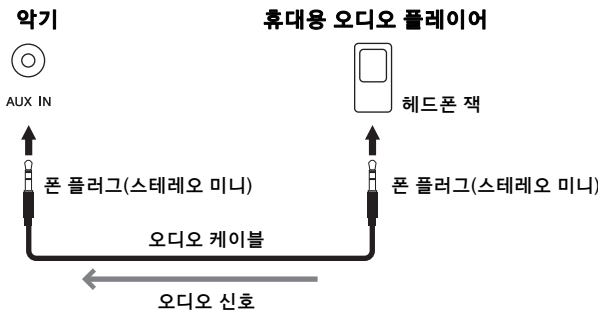 악기
휴대용 오디오 플레이어
AUX IN
헤드폰 잭
폰 플러그(스테레오 미니)
폰 플러그(스테레오 미니)
오디오 케이블
오디오 신호